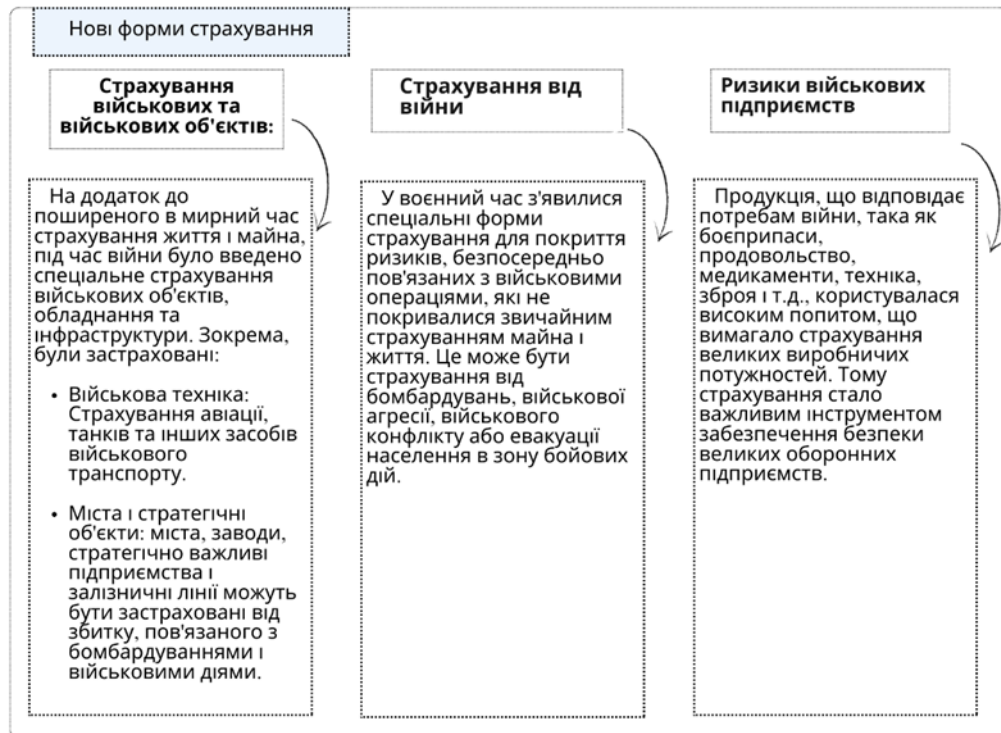 Нові форми страхування
Страхування
військових та
військових об'єктів:
На додаток до
поширеного в мирний час
страхування життя і майна,
під час війни було введено
спеціальне страхування
військових об'єктів,
обладнання та
інфраструктури. Зокрема,
були застраховані:
• Військова техніка:
Страхування авіації,
танків та інших засобів
військового
транспорту.
• Міста і стратегічні
об'єкти: міста, заводи,
стратегічно важливі
підприємства і
залізничні лінії можуть
бути застраховані від
збитку, пов'язаного з
бомбардуваннями і
військовими діями.
Страхування від
війни
У воєнний час з'явилися
спеціальні форми
страхування для покриття
ризиків, безпосередньо
пов'язаних з військовими
операціями, які не
покривалися звичайним
страхуванням майна і
життя. Це може бути
страхування від
бомбардувань, військової
агресії, військового
конфлікту або евакуації
населення в зону бойових
дій.
Ризики військових
підприємств
Продукція, що відповідає
потребам війни, така як
боєприпаси,
продовольство,
медикаменти, техніка,
зброя і т.д., користувалася
високим попитом, що
вимагало страхування
великих виробничих
потужностей. Тому
страхування стало
важливим інструментом
забезпечення безпеки
великих оборонних
підприємств.